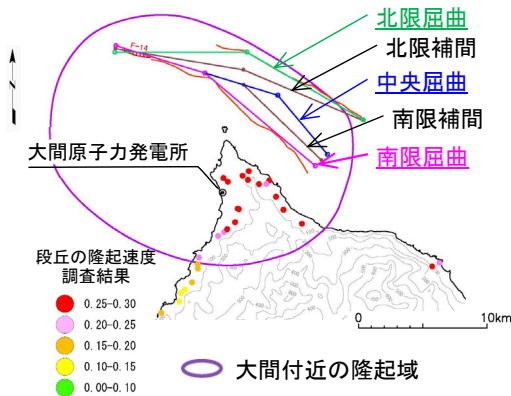 北限屈曲
F-14
北限補間
中央屈曲
南限補間
大間原子力発電所
南限屈曲
段丘の隆起速度
調査結果
0.25-0.30
0.20-0.25
0.15-0.20
0.10-0.15
0.00-0.10
0
10km
大間付近の隆起域